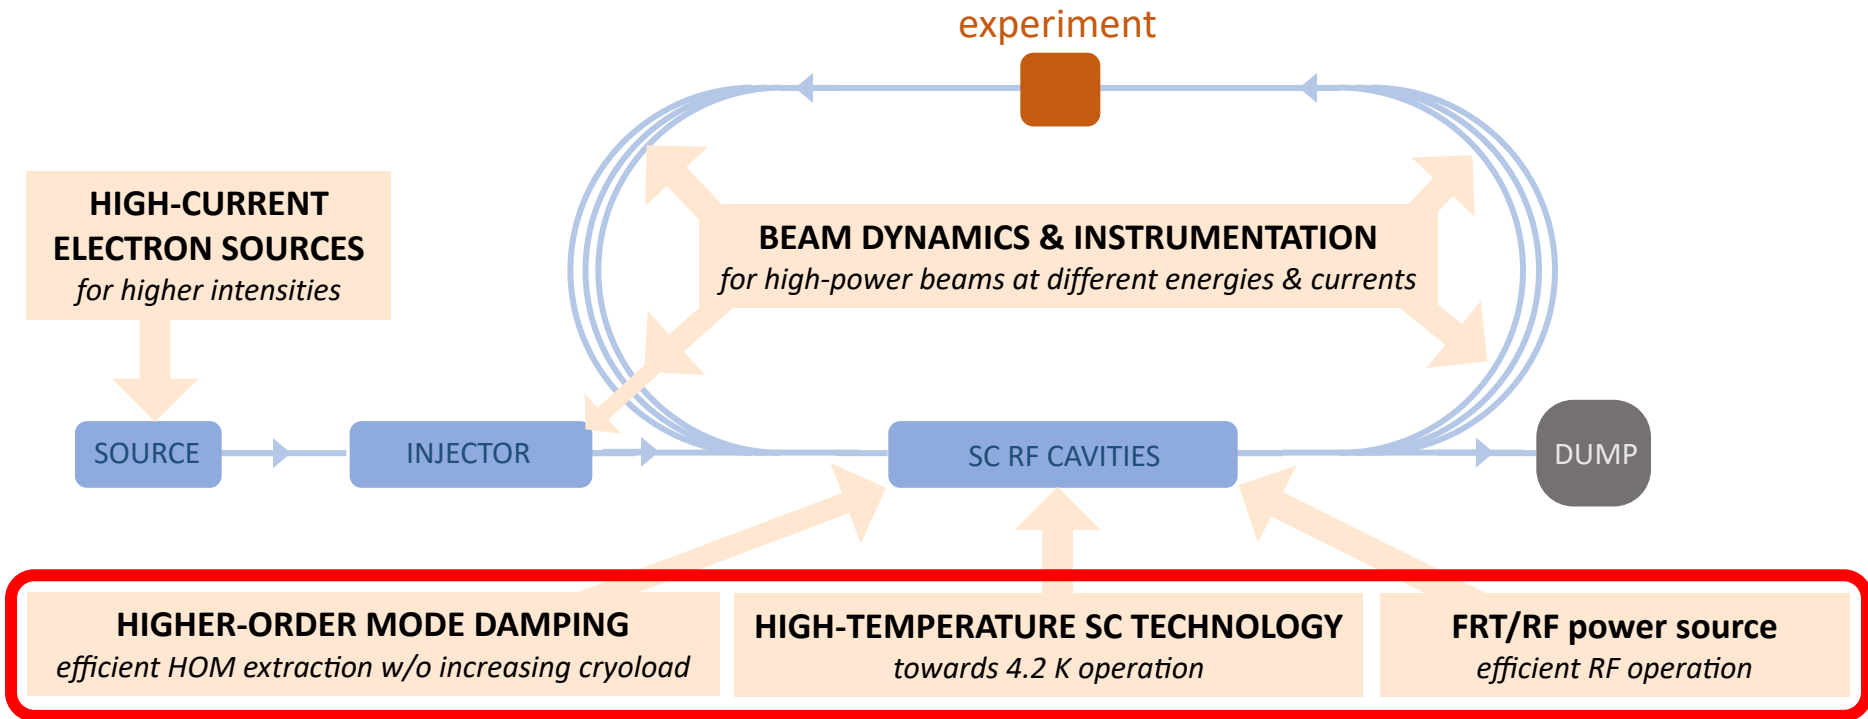 experiment
HIGH-CURRENT
ELECTRON SOURCES
for higher intensities
BEAM DYNAMICS & INSTRUMENTATION
for high-power beams at different energies & currents
SOURCE
INJECTOR
SC RF CAVITIES
DUMP
HIGHER-ORDER MODE DAMPING
efficient HOM extraction w/o increasing cryoload
HIGH-TEMPERATURE SC TECHNOLOGY
towards 4.2 K operation
FRT/RF power source
efficient RF operation